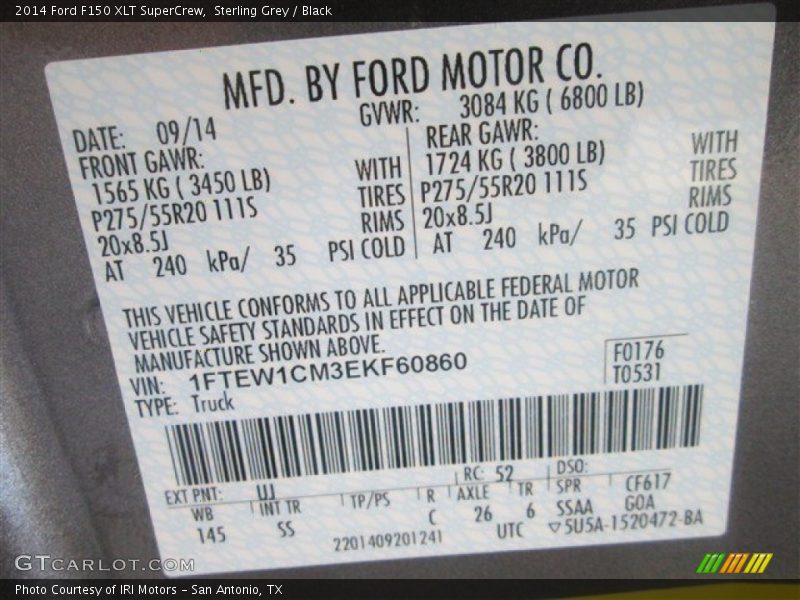 2014 Ford F150 XLT SuperCrew, Sterling Grey / Black
MFD. BY FORD MOTOR CO.
DATE: 09/14 GVWR: 3084 KG ( 6800 LB)
FRONT GAWR: REAR GAWR:
1565 KG ( 3450 LB) WITH 1724 KG ( 3800 LB) WITH
P275/55R20 111S TIRES P275/55R20 111S TIRES
20x8.5J RIMS 20x8.5J RIMS
AT 240 kPa/ 35 PSI COLD AT 240 kPa/ 35 PSI COLD
THIS VEHICLE CONFORMS TO ALL APPLICABLE FEDERAL MOTOR
VEHICLE SAFETY STANDARDS IN EFFECT ON THE DATE OF
MANUFACTURE SHOWN ABOVE.
VIN: 1FTEW1CM3EKF60860 F0176
TYPE: Truck T0531
EXT PNT: UJ RC: 52 DSO:
WB INT TR TP/PS R AXLE TR SPR CF617
145 SS C 26 6 SSAA GOA
2201409201241 UTC ▽5U5A-1520472-BA
GTCARLOT.COM
Photo Courtesy of IRI Motors – San Antonio, TX